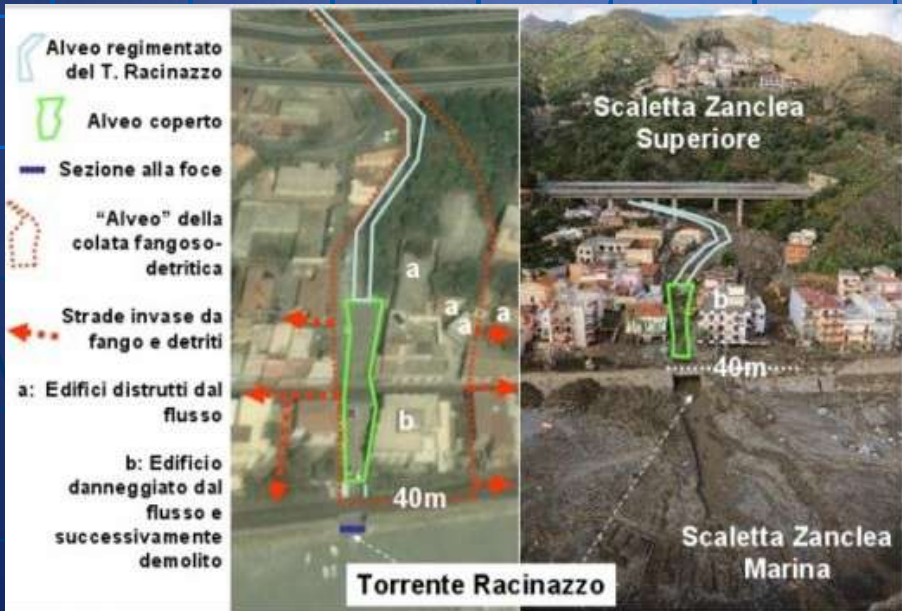 Alveo regimentato
del T. Racinazzo
Alveo coperto
Sezione alla foce
“Alveo” della
colata fangoso-
detritica
Strade invase da
fango e detriti
a: Edifici distrutti dal
flusso
b: Edificio
danneggiato dal
flusso e
successivamente
demolito
a
a
a
a
b
40m
Scaletta Zanclea
Superiore
b
40m
Scaletta Zanclea
Marina
Torrente Racinazzo